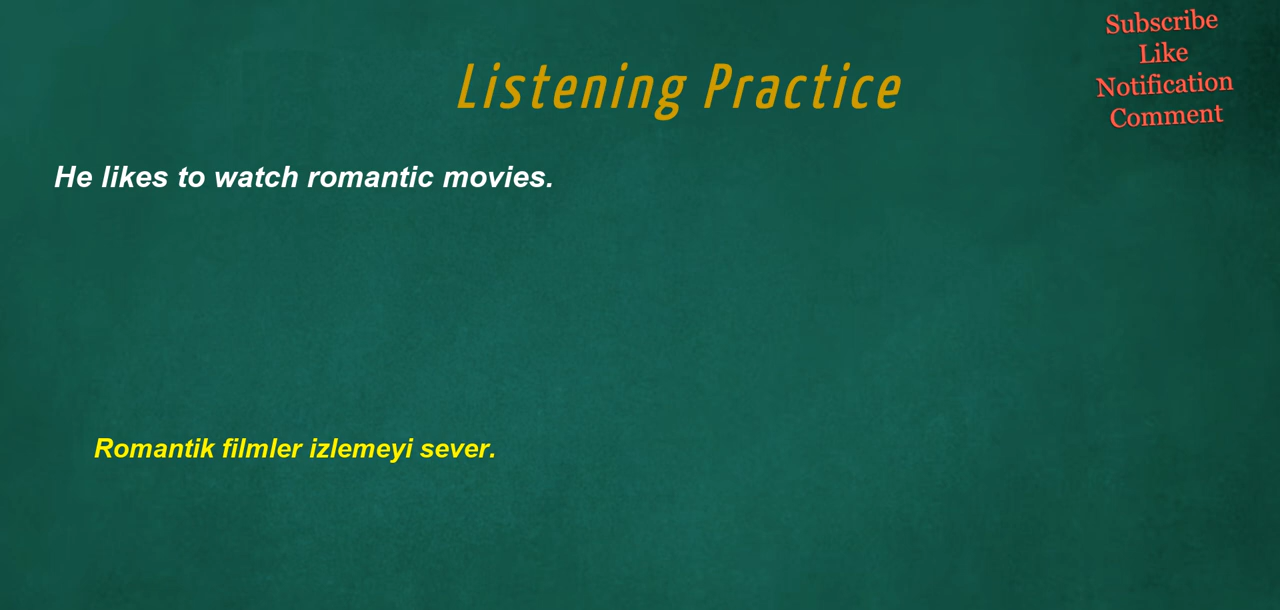 Listening Practice
Subscribe
Like
Notification
Comment
He likes to watch romantic movies.
Romantik filmler izlemeyi sever.